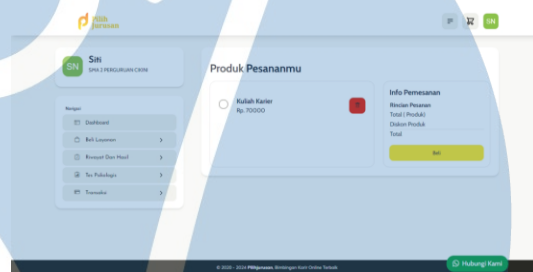 Pilih
Jurusan
SN
SN
Siti
SMA 2 PERGURUAN CIKINI
Navigasi
Dashboard
Beli Layanan
Riwayat Dan Hasil
Tes Psikologis
Transaksi
Produk Pesananmu
Kuliah Karier
Rp. 70000
Info Pemesanan
Rincian Pesanan
Total ( Produk)
Diskon Produk
Total
Beli
© 2020 - 2024 Pilihjurusan. Bimbingan Karir Online Terbaik
Hubungi Kami